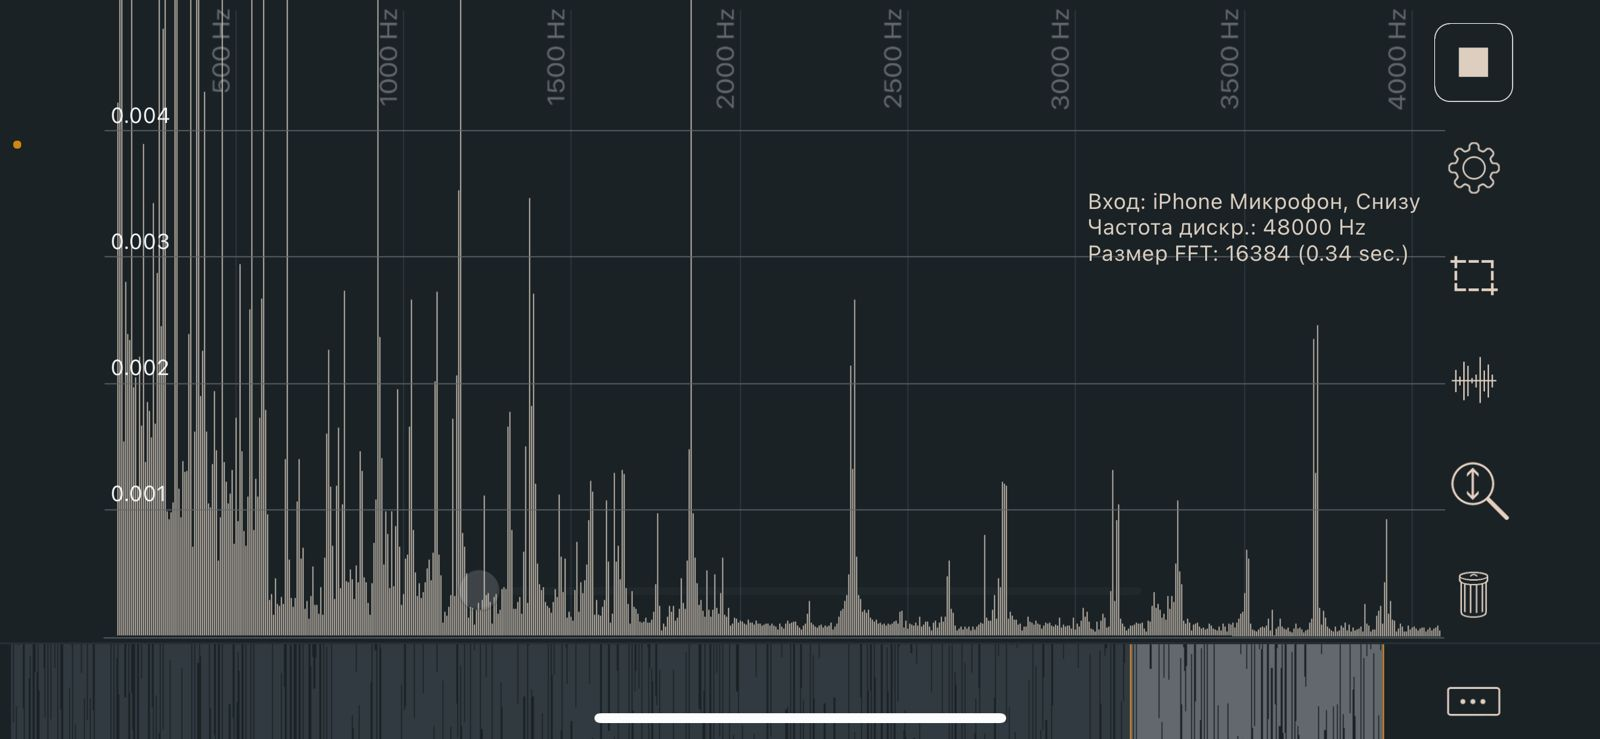 500 Hz
1000 Hz
1500 Hz
2000 Hz
2500 Hz
3000 Hz
3500 Hz
4000 Hz
0.004
Вход: iPhone Микрофон, Снизу
Частота дискр.: 48000 Hz
0.003
Размер FFT: 16384 (0.34 sec.)
0.002
0.001